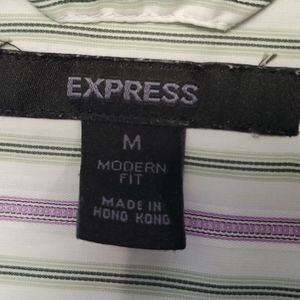 EXPRESS
M
MODERN
FIT
MADE IN
HONG KONG